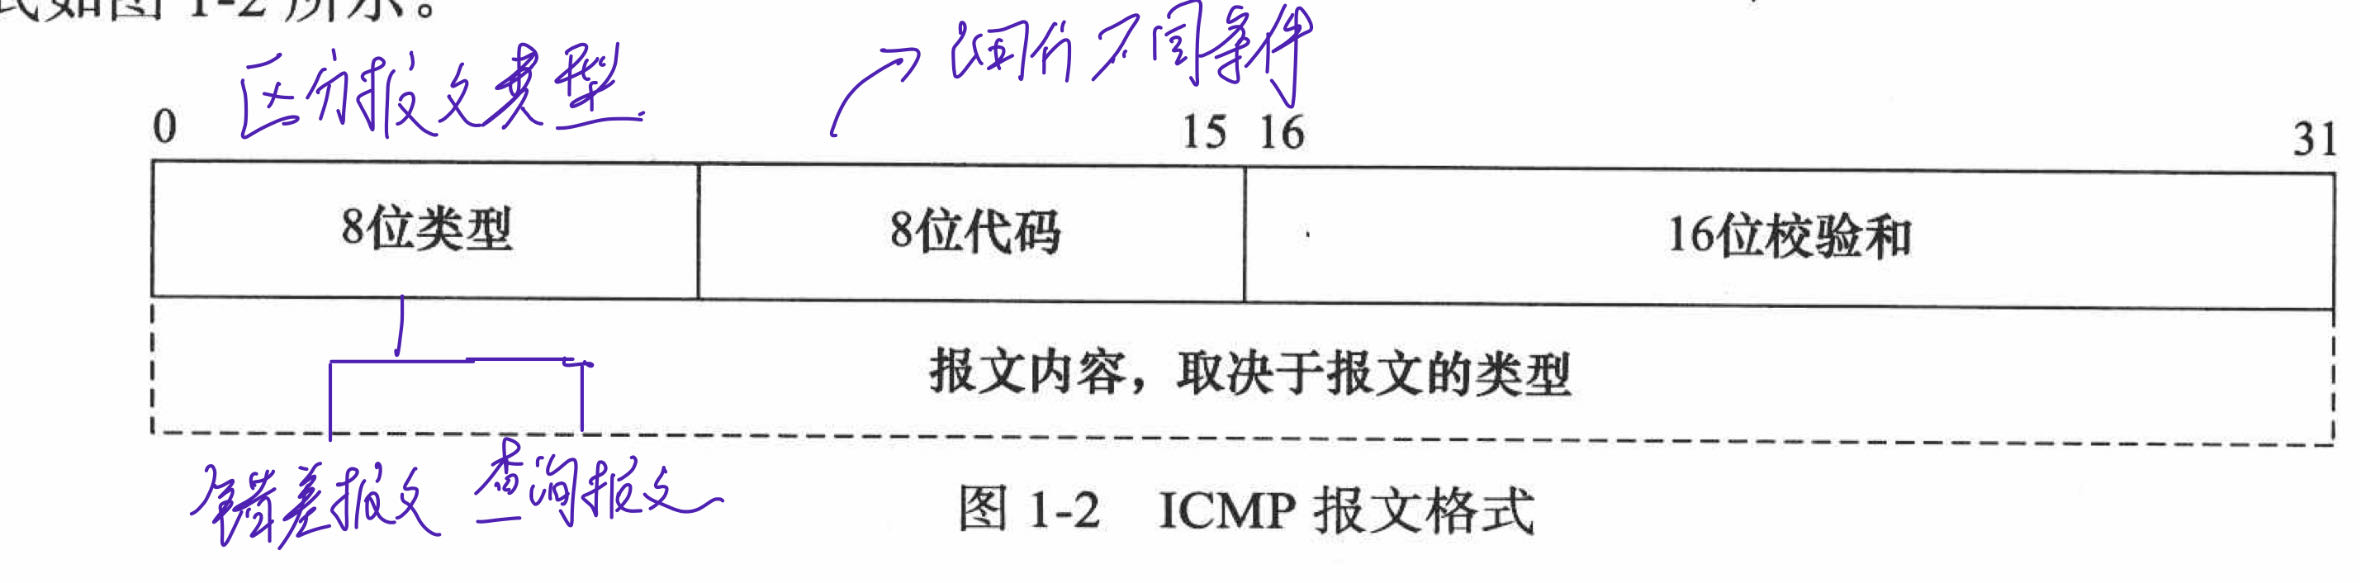 式如图 1-2 所示。
区分报文类型
细分不同条件
0 15 16 31
8位类型 8位代码 16位校验和
报文内容，取决于报文的类型
错差报文 查询报文
图 1-2 ICMP 报文格式